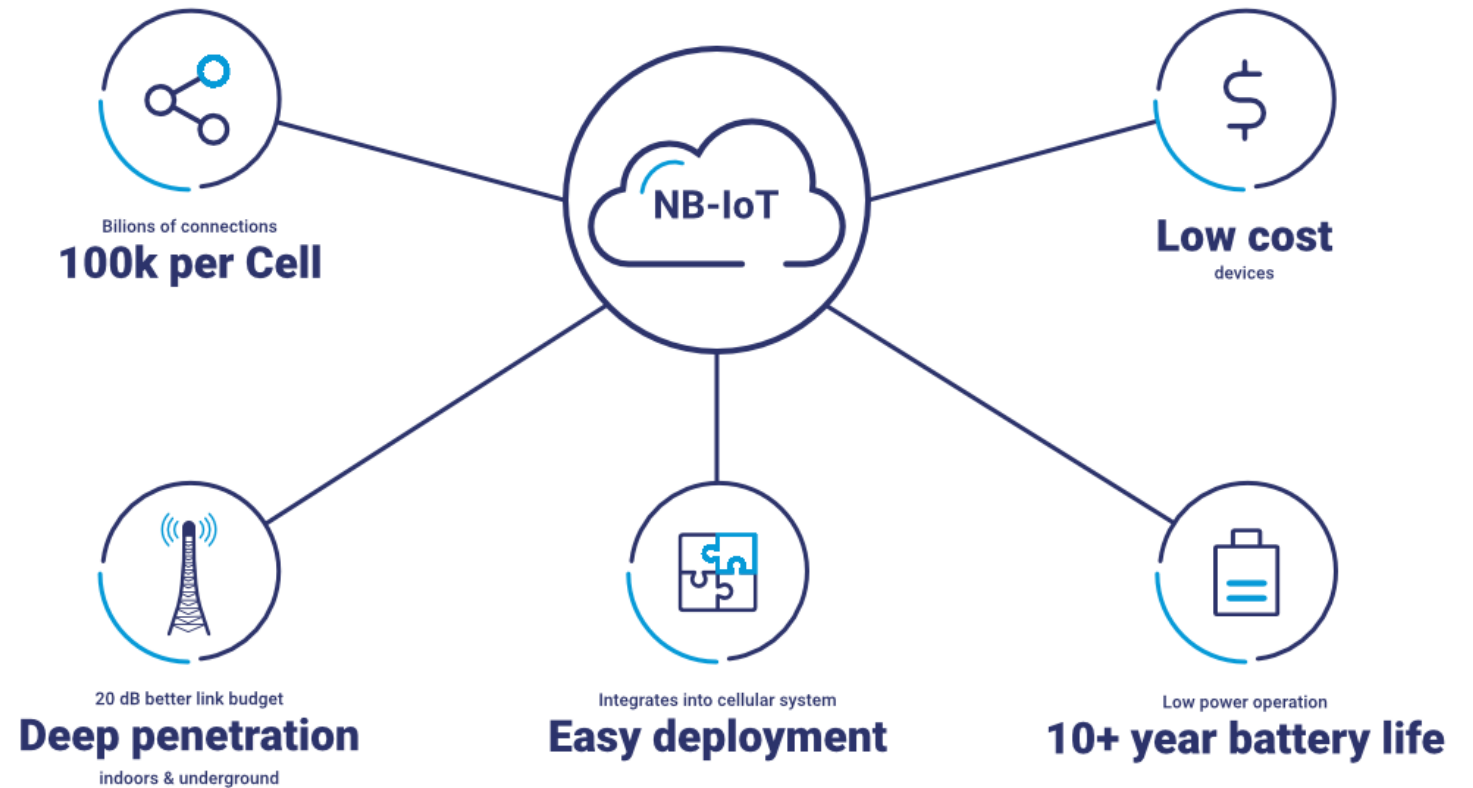 NB-IoT
Bilions of connections
100k per Cell
Low cost
devices
20 dB better link budget
Deep penetration
indoors & underground
Integrates into cellular system
Easy deployment
Low power operation
10+ year battery life